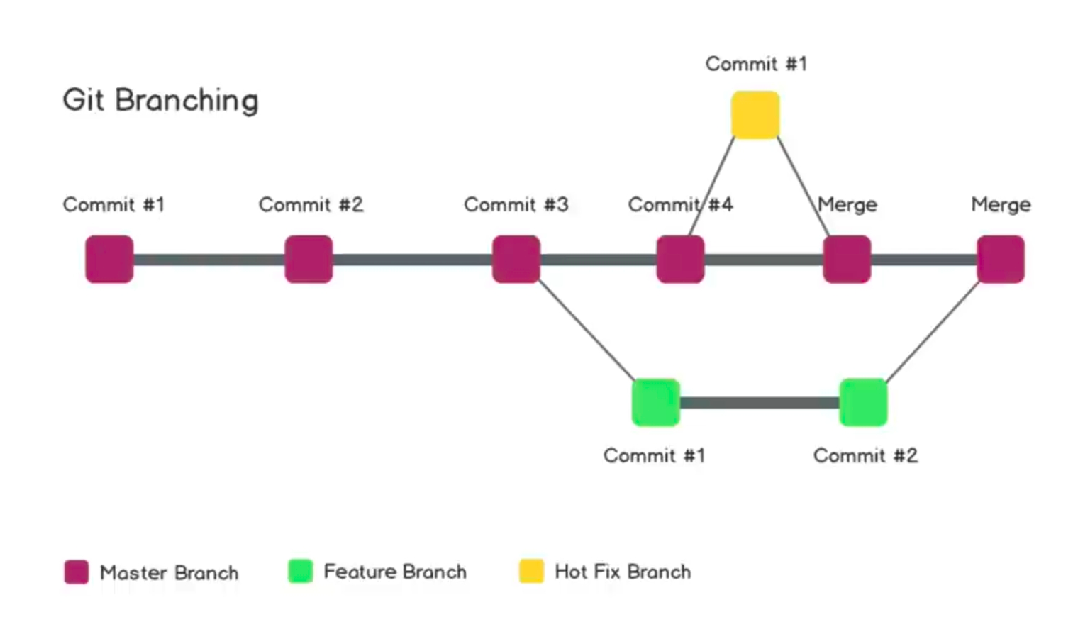 Commit #1
Git Branching
Commit #1
Commit #2
Commit #3
Commit #4
Merge
Merge
Commit #1
Commit #2
Master Branch
Feature Branch
Hot Fix Branch